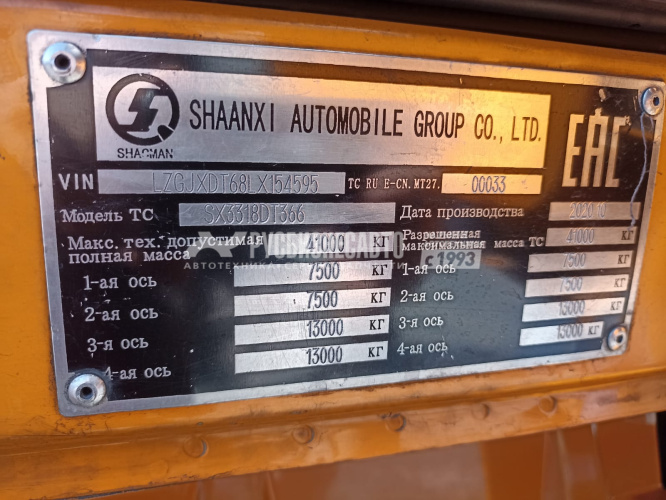 SHAANXI AUTOMOBILE GROUP CO., LTD.
SHACMAN
EAC
VIN LZGJXDT68LX154595 TC RU E-CN.MT27. 00033
Модель ТС SX3318DT366 Дата производства 2020.10
Макс. тех. допустимая полная масса 41000 КГ Разрешенная максимальная масса ТС 41000 КГ
1-ая ось 7500 КГ 1-ая ось 7500 КГ
2-ая ось 7500 КГ 2-ая ось 7500 КГ
3-я ось 13000 КГ 3-я ось 13000 КГ
4-ая ось 13000 КГ 4-ая ось 13000 КГ
РУСБИЗНЕСАВТО
с 1993